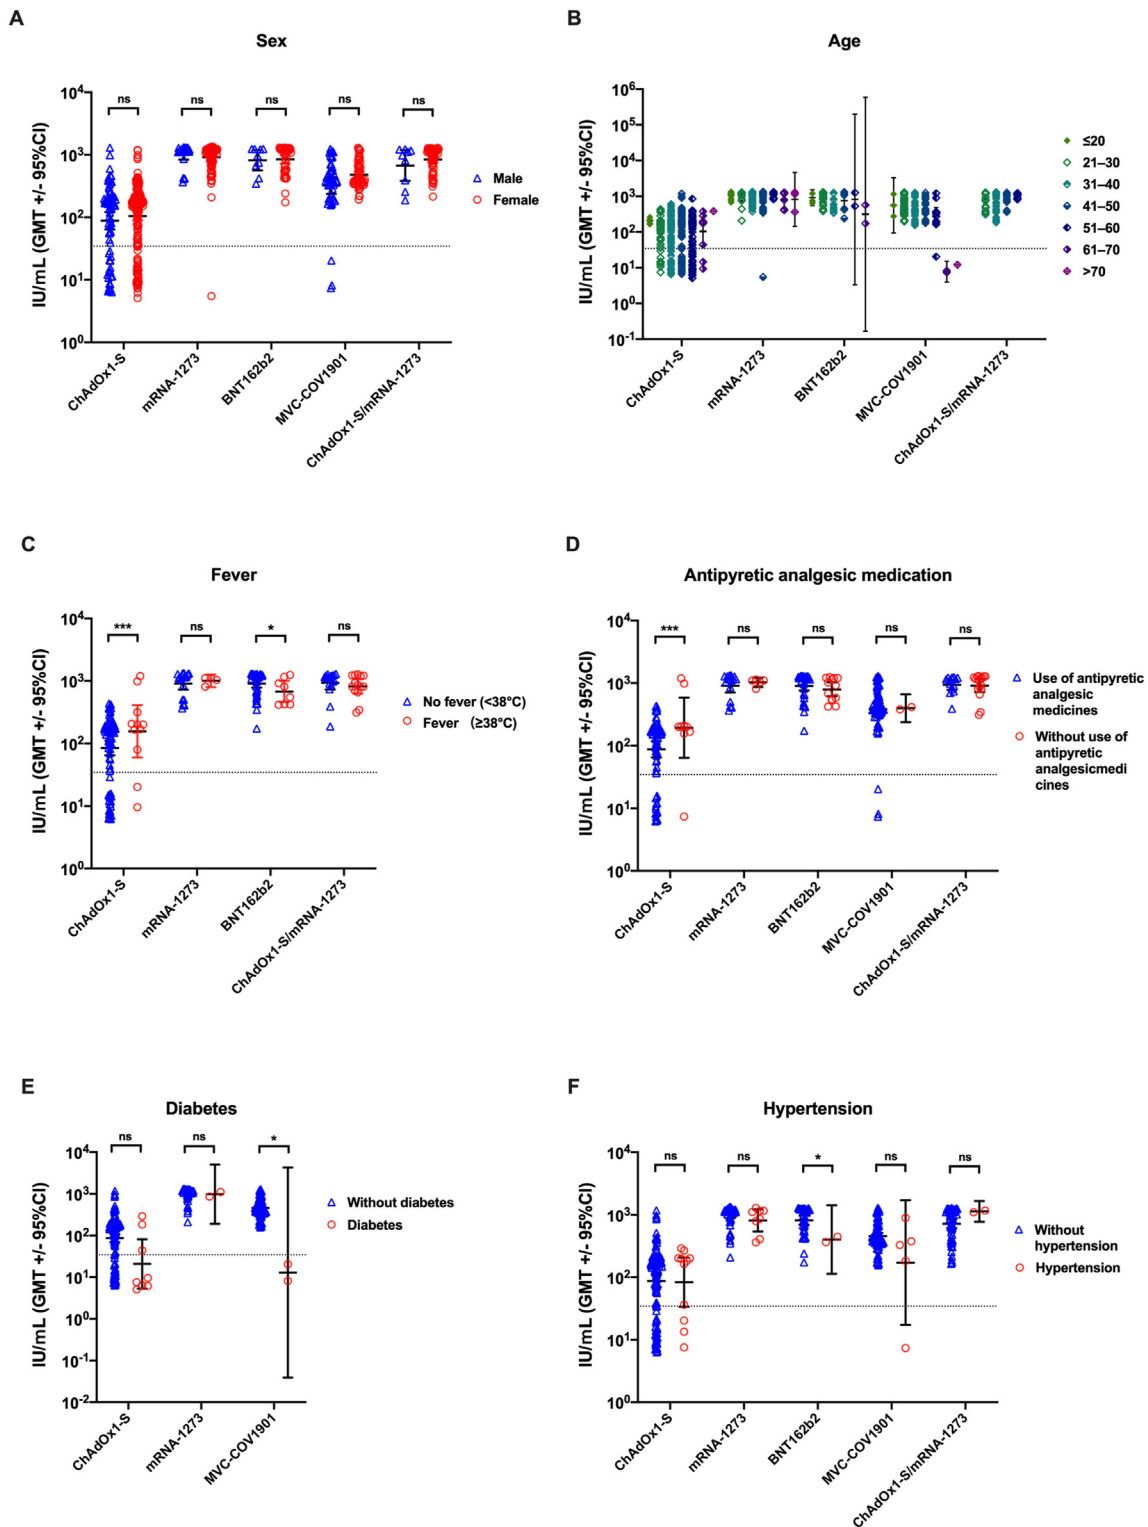 A
Sex
IU/mL (GMT +/- 95%CI)
10⁴
10³
10²
10¹
10⁰
ns
ns
ns
ns
ns
ChAdOx1-S
mRNA-1273
BNT162b2
MVC-COV1901
ChAdOx1-S/mRNA-1273
Male
Female
B
Age
IU/mL (GMT +/- 95%CI)
10⁶
10⁵
10⁴
10³
10²
10¹
10⁰
10⁻¹
ChAdOx1-S
mRNA-1273
BNT162b2
MVC-COV1901
ChAdOx1-S/mRNA-1273
≤20
21–30
31–40
41–50
51–60
61–70
>70
C
Fever
IU/mL (GMT +/- 95%CI)
10⁴
10³
10²
10¹
10⁰
***
ns
*
ns
ChAdOx1-S
mRNA-1273
BNT162b2
ChAdOx1-S/mRNA-1273
No fever (<38°C)
Fever (≥38°C)
D
Antipyretic analgesic medication
IU/mL (GMT +/- 95%CI)
10⁴
10³
10²
10¹
10⁰
***
ns
ns
ns
ns
ChAdOx1-S
mRNA-1273
BNT162b2
MVC-COV1901
ChAdOx1-S/mRNA-1273
Use of antipyretic
analgesic
medicines
Without use of
antipyretic
analgesicmedi
cines
E
Diabetes
IU/mL (GMT +/- 95%CI)
10⁴
10³
10²
10¹
10⁰
10⁻¹
10⁻²
ns
ns
*
ChAdOx1-S
mRNA-1273
MVC-COV1901
Without diabetes
Diabetes
F
Hypertension
IU/mL (GMT +/- 95%CI)
10⁴
10³
10²
10¹
10⁰
ns
ns
*
ns
ns
ChAdOx1-S
mRNA-1273
BNT162b2
MVC-COV1901
ChAdOx1-S/mRNA-1273
Without
hypertension
Hypertension